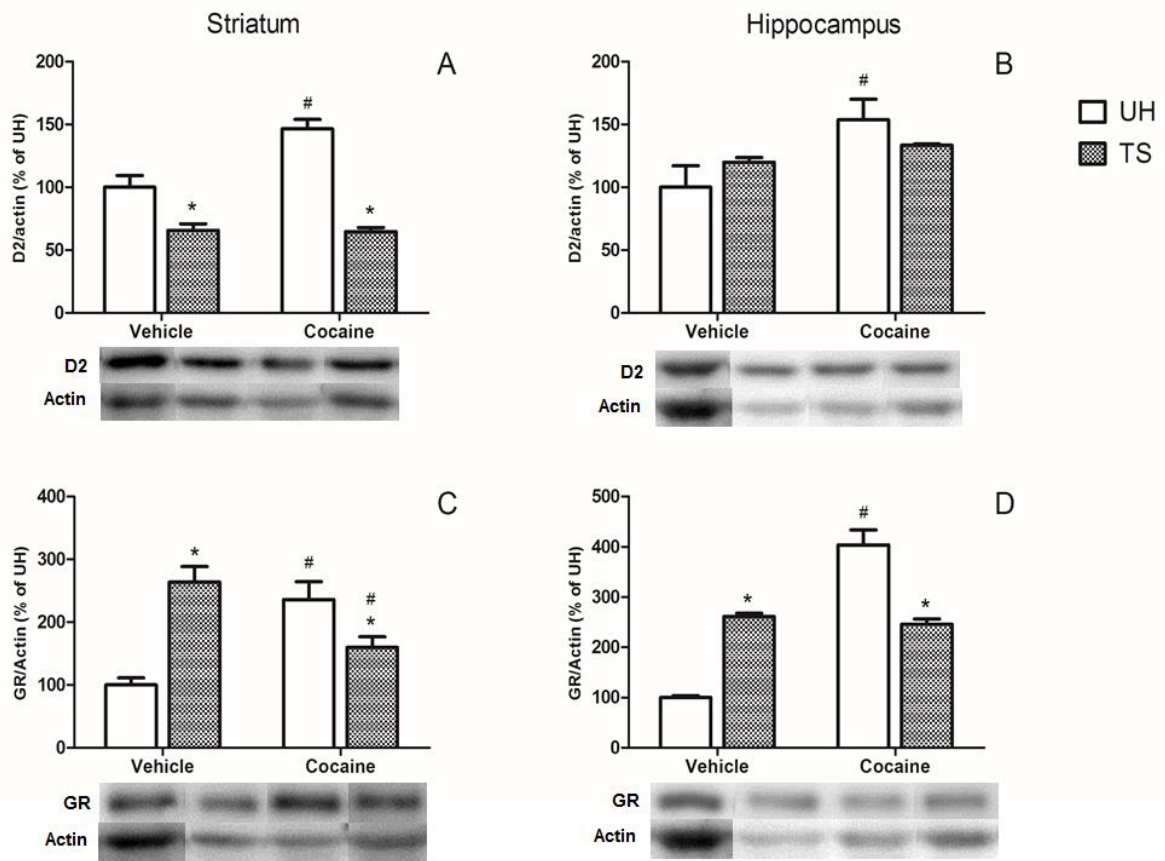 Striatum
Hippocampus
A
B
UH
TS
D2/actin (% of UH)
200
150
100
50
0
#
*
*
Vehicle
Cocaine
D2
Actin
D2/actin (% of UH)
200
150
100
50
0
#
Vehicle
Cocaine
D2
Actin
C
GR/Actin (% of UH)
400
300
200
100
0
*
#
#
*
Vehicle
Cocaine
GR
Actin
D
GR/Actin (% of UH)
500
400
300
200
100
0
*
#
*
Vehicle
Cocaine
GR
Actin